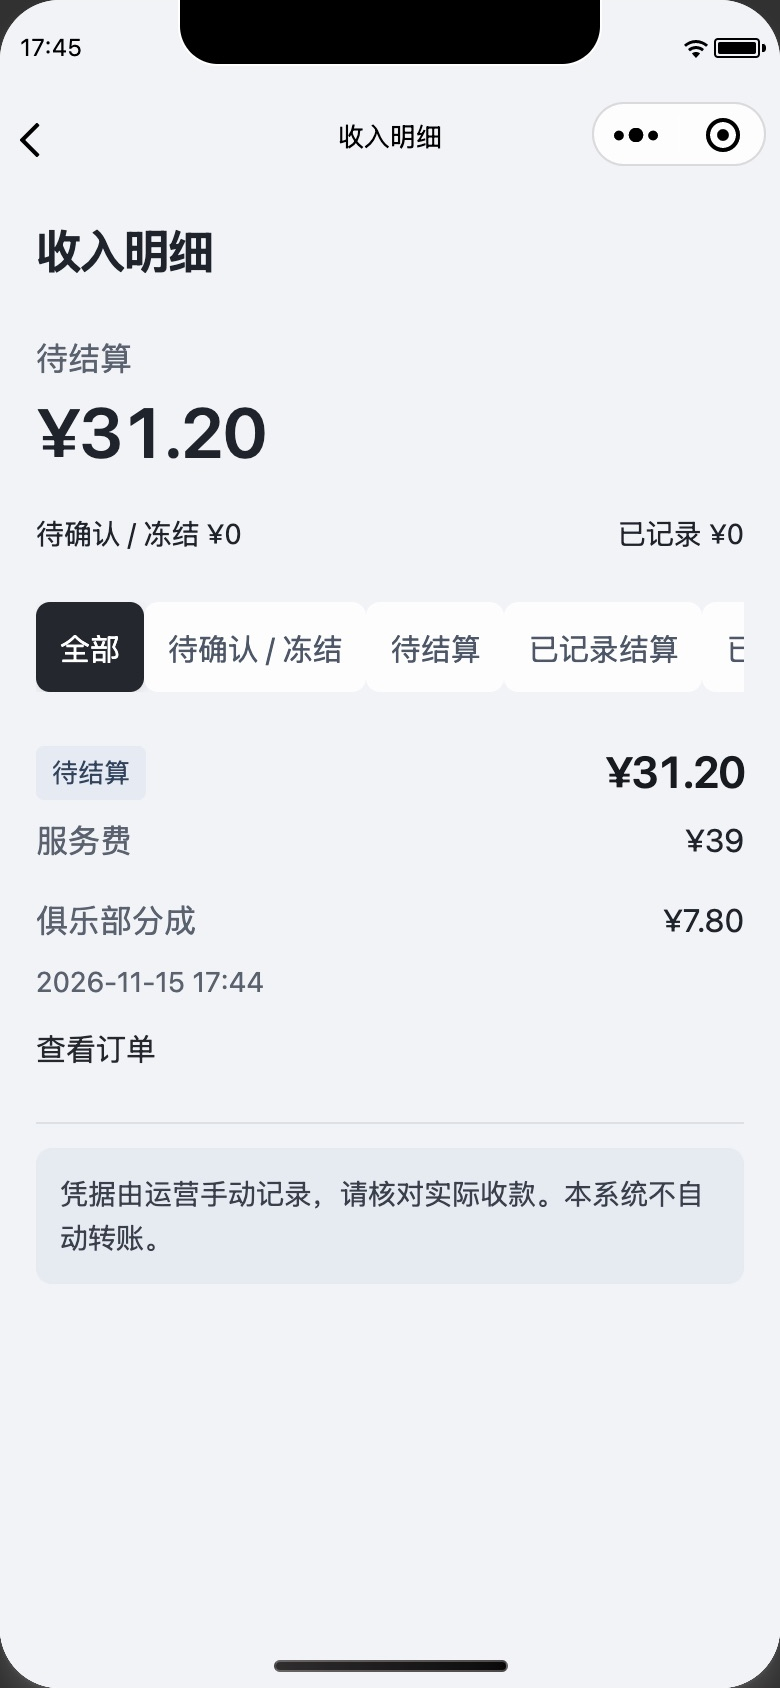 17:45
收入明细
收入明细
待结算
¥31.20
待确认 / 冻结 ¥0 已记录 ¥0
全部 待确认 / 冻结 待结算 已记录结算
待结算 ¥31.20
服务费 ¥39
俱乐部分成 ¥7.80
2026-11-15 17:44
查看订单
凭据由运营手动记录，请核对实际收款。本系统不自
动转账。